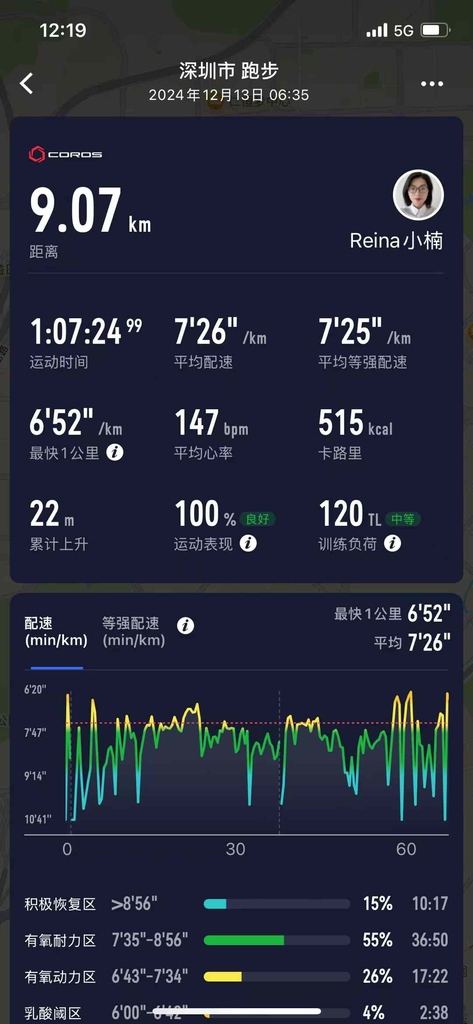 12:19 5G
深圳市 跑步
2024年12月13日 06:35
COROS
9.07 km
距离
Reina小楠
1:07:24 99 7'26" /km 7'25" /km
运动时间 平均配速 平均等强配速
6'52" /km 147 bpm 515 kcal
最快1公里 平均心率 卡路里
22 m 100 % 良好 120 TL 中等
累计上升 运动表现 训练负荷
配速 (min/km) 等强配速 (min/km)
最快1公里 6'52"
平均 7'26"
6'20"
7'47"
9'14"
10'41"
0 30 60
积极恢复区 >8'56" 15% 10:17
有氧耐力区 7'35"-8'56" 55% 36:50
有氧动力区 6'43"-7'34" 26% 17:22
乳酸阈区 6'00"-6'42" 4% 2:38